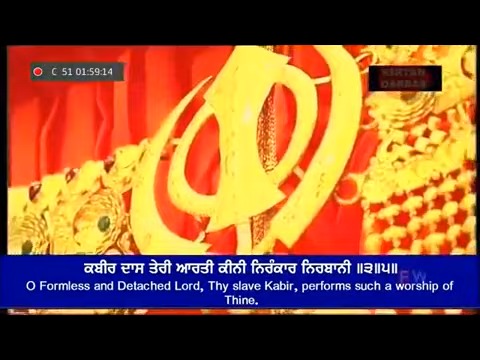 C 51 01:59:14
KIRTAN
DARBAR
ਕਬੀਰ ਦਾਸ ਤੇਰੀ ਆਰਤੀ ਕੀਨੀ ਨਿਰੰਕਾਰ ਨਿਰਬਾਨੀ ॥੩॥੫॥
O Formless and Detached Lord, Thy slave Kabir, performs such a worship of
Thine.